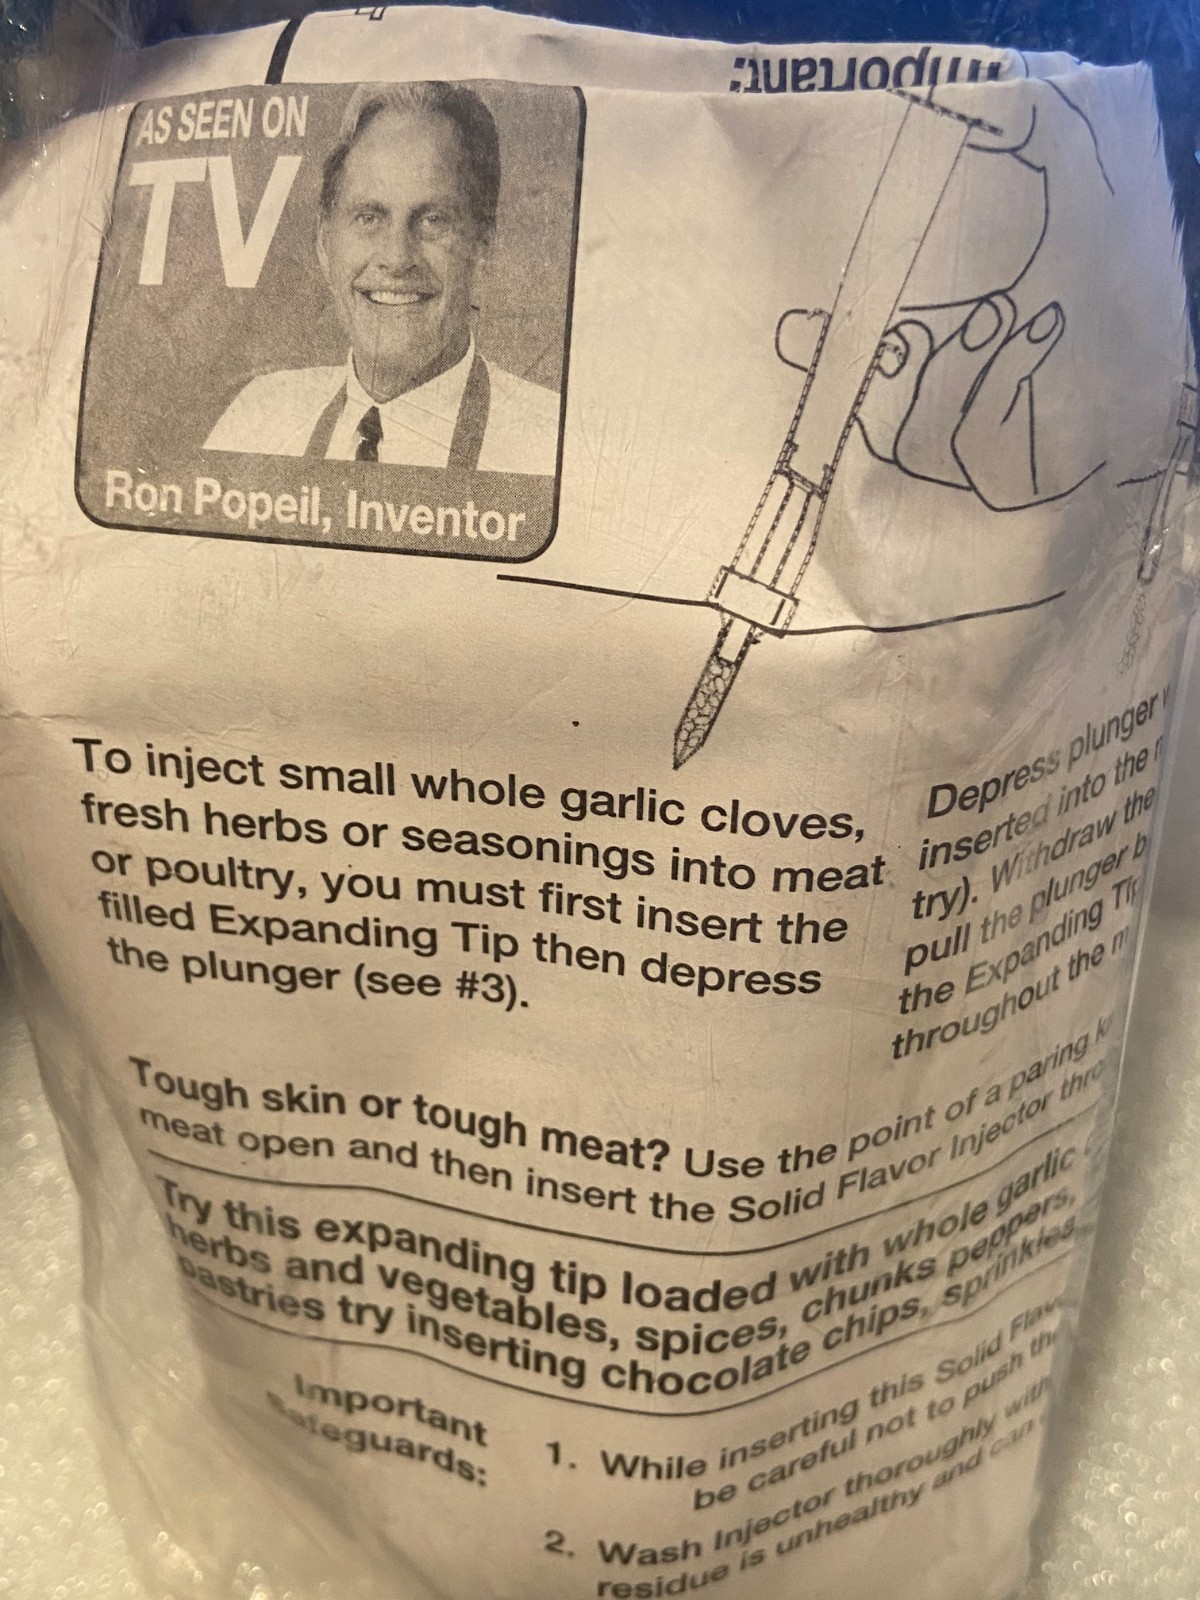 Important:
AS SEEN ON
TV
Ron Popeil, Inventor
To inject small whole garlic cloves,
fresh herbs or seasonings into meat
or poultry, you must first insert the
filled Expanding Tip then depress
the plunger (see #3).
Depress plunger
inserted into the
try). Withdraw the
pull the plunger
the Expanding
throughout the
Tough skin or tough meat? Use the point of a paring
meat open and then insert the Solid Flavor Injector
Try this expanding tip loaded with whole garlic
herbs and vegetables, spices, chunks peppers,
pastries try inserting chocolate chips, sprinkles
Important
Safeguards:
1. While inserting this Solid
be careful not to push
2. Wash Injector thoroughly with
residue is unhealthy and can